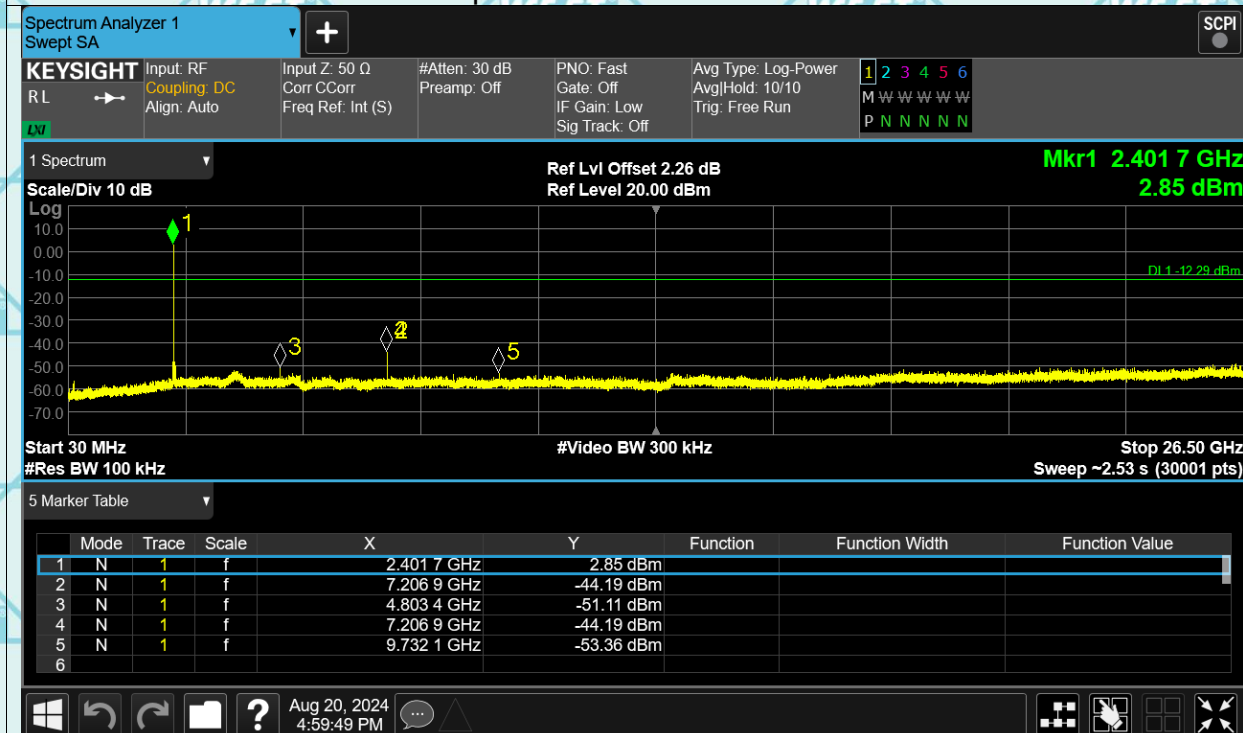 Spectrum Analyzer 1
Swept SA
+
SCPI
KEYSIGHT Input: RF Input Z: 50 Ω #Atten: 30 dB PNO: Fast Avg Type: Log-Power 1 2 3 4 5 6
RL Coupling: DC Corr CCorr Preamp: Off Gate: Off Avg|Hold: 10/10 M W W W W W W
Align: Auto Freq Ref: Int (S) IF Gain: Low Trig: Free Run P N N N N N N
LXI Sig Track: Off
1 Spectrum
Scale/Div 10 dB
Ref Lvl Offset 2.26 dB
Ref Level 20.00 dBm
Mkr1 2.401 7 GHz
2.85 dBm
Log
10.0
0.00
-10.0
-20.0
-30.0
-40.0
-50.0
-60.0
-70.0
1
3
5
DL1 -12.29 dBm
Start 30 MHz #Video BW 300 kHz Stop 26.50 GHz
#Res BW 100 kHz Sweep ~2.53 s (30001 pts)
5 Marker Table
Mode Trace Scale X Y Function Function Width Function Value
1 N 1 f 2.401 7 GHz 2.85 dBm
2 N 1 f 7.206 9 GHz -44.19 dBm
3 N 1 f 4.803 4 GHz -51.11 dBm
4 N 1 f 7.206 9 GHz -44.19 dBm
5 N 1 f 9.732 1 GHz -53.36 dBm
6
?
Aug 20, 2024
4:59:49 PM